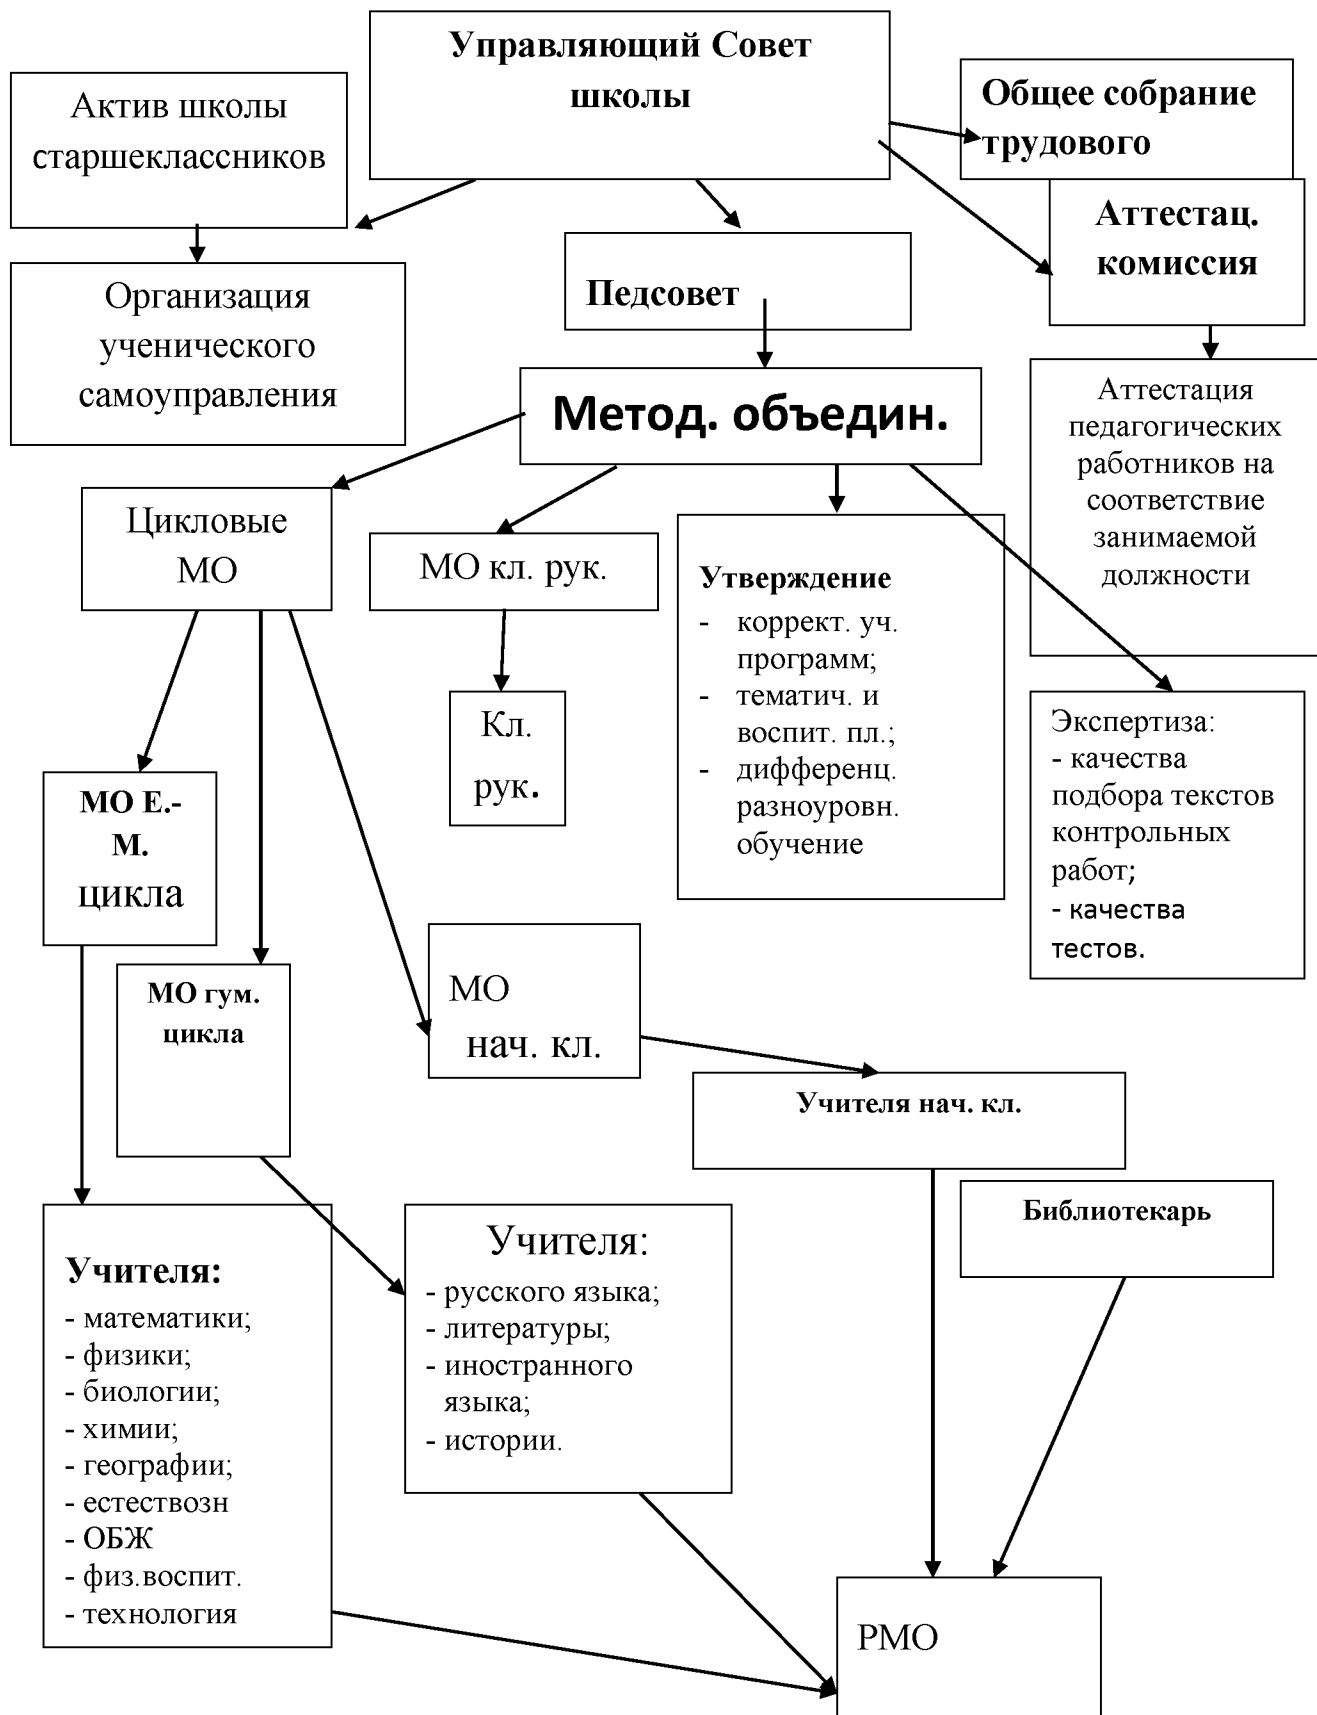 Управляющий Совет
школы
Актив школы
старшеклассников
Общее собрание
трудового
Аттестац.
комиссия
Педсовет
Организация
ученического
самоуправления
Метод. объедин.
Аттестация
педагогических
работников на
соответствие
занимаемой
должности
Цикловые
МО
МО кл. рук.
Утверждение
- коррект. уч.
программ;
- тематич. и
воспит. пл.;
- дифференц.
разноуровн.
обучение
Кл.
рук.
Экспертиза:
- качества
подбора текстов
контрольных
работ;
- качества
тестов.
МО Е.-
М.
цикла
МО гум.
цикла
МО
нач. кл.
Учителя нач. кл.
Библиотекарь
Учителя:
- математики;
- физики;
- биологии;
- химии;
- географии;
- естествозн
- ОБЖ
- физ.воспит.
- технология
Учителя:
- русского языка;
- литературы;
- иностранного
языка;
- истории.
РМО